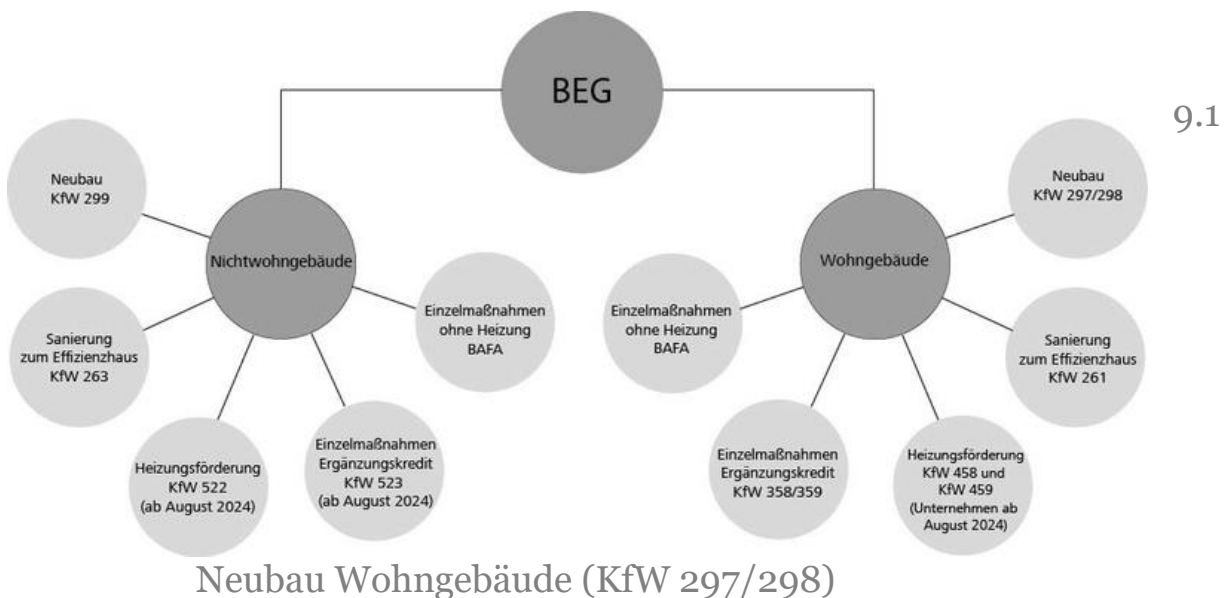 BEG
9.1
Neubau
KfW 299
Nichtwohngebäude
Einzelmaßnahmen
ohne Heizung
BAFA
Sanierung
zum Effizienzhaus
KfW 263
Heizungsförderung
KfW 522
(ab August 2024)
Einzelmaßnahmen
Ergänzungskredit
KfW 523
(ab August 2024)
Neubau
KfW 297/298
Wohngebäude
Einzelmaßnahmen
ohne Heizung
BAFA
Sanierung
zum Effizienzhaus
KfW 261
Einzelmaßnahmen
Ergänzungskredit
KfW 358/359
Heizungsförderung
KfW 458 und
KfW 459
(Unternehmen ab
August 2024)
Neubau Wohngebäude (KfW 297/298)